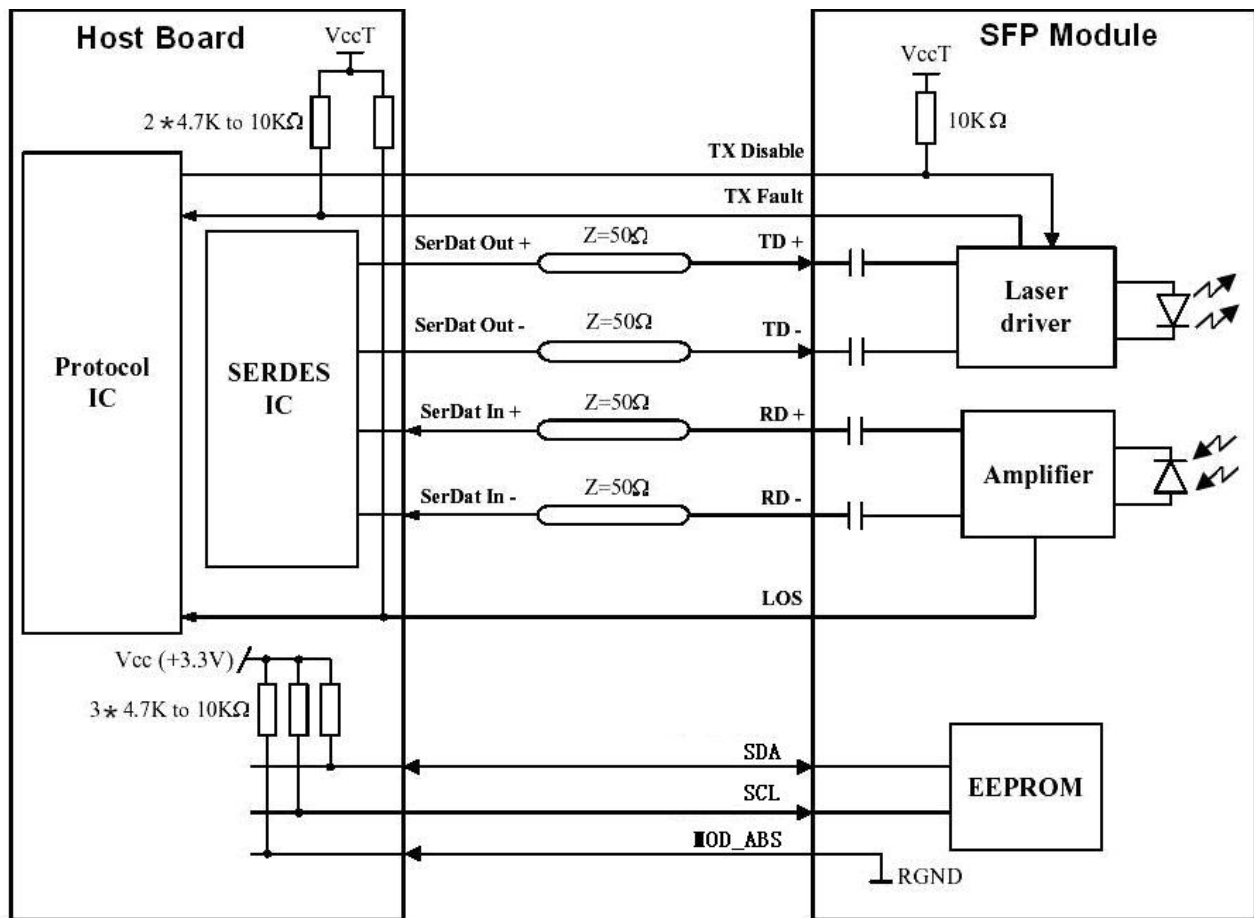 Host Board
SFP Module
VccT
VccT
2*4.7K to 10KΩ
10KΩ
TX Disable
TX Fault
SerDat Out +
Z=50Ω
TD +
SerDat Out -
Z=50Ω
TD -
Laser
driver
Protocol
IC
SERDES
IC
SerDat In +
Z=50Ω
RD +
SerDat In -
Z=50Ω
RD -
Amplifier
LOS
Vcc (+3.3V)
3* 4.7K to 10KΩ
SDA
SCL
MOD_ABS
EEPROM
RGND